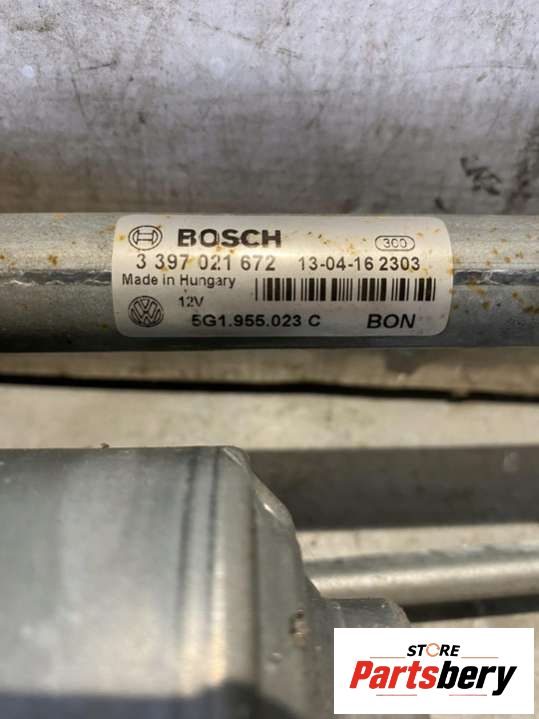 BOSCH 300
3 397 021 672 13-04-16 2303
Made in Hungary
12V
5G1.955.023 C BON
STORE
Partsbery